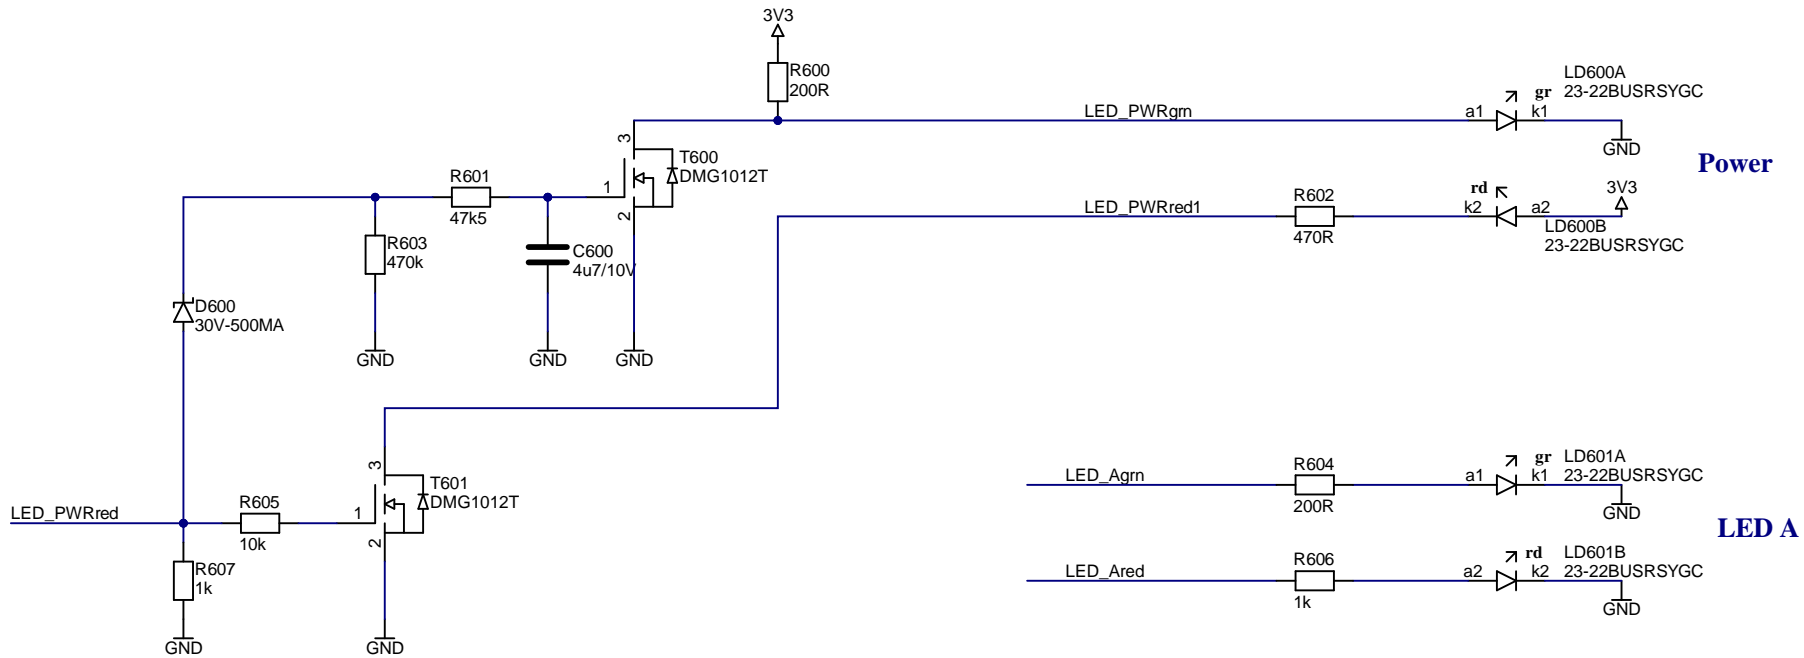 3V3
R600
200R
LED_PWRgrn
LD600A
23-22BUSRSYGC
gr
a1
k1
GND
Power
T600
DMG1012T
3
1
2
R601
47k5
R603
470k
C600
4u7/10V
LED_PWRred1
R602
470R
rd
k2
a2
3V3
LD600B
23-22BUSRSYGC
D600
30V-500MA
GND
GND
GND
T601
DMG1012T
3
1
2
LED_PWRred
R605
10k
R607
1k
GND
GND
LED_Agrn
R604
200R
gr
a1
k1
LD601A
23-22BUSRSYGC
GND
LED A
LED_Ared
R606
1k
rd
a2
k2
LD601B
23-22BUSRSYGC
GND